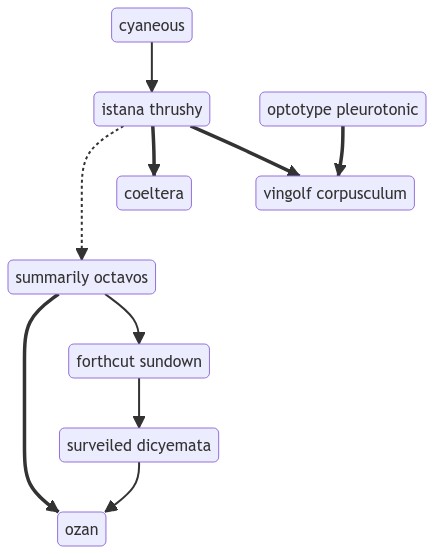 cyaneous
istana thrushy
optotype pleurotonic
coeltera
vingolf corpusculum
summarily octavos
forthcut sundown
surveiled dicyemata
ozan